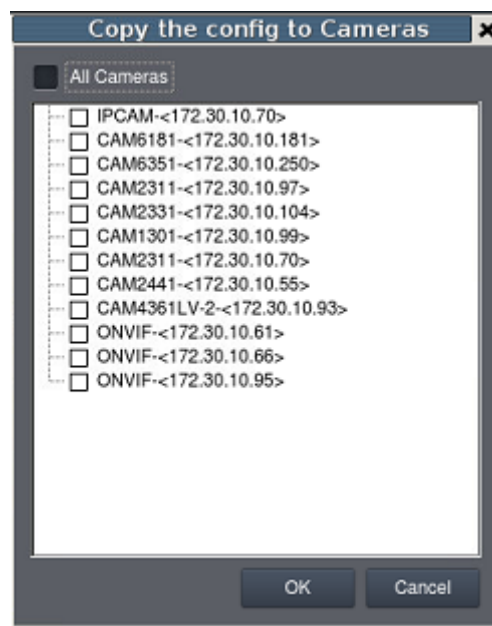 Copy the config to Cameras
All Cameras
IPCAM-<172.30.10.70>
CAM6181-<172.30.10.181>
CAM6351-<172.30.10.250>
CAM2311-<172.30.10.97>
CAM2331-<172.30.10.104>
CAM1301-<172.30.10.99>
CAM2311-<172.30.10.70>
CAM2441-<172.30.10.55>
CAM4361LV-2-<172.30.10.93>
ONVIF-<172.30.10.61>
ONVIF-<172.30.10.66>
ONVIF-<172.30.10.95>
OK Cancel